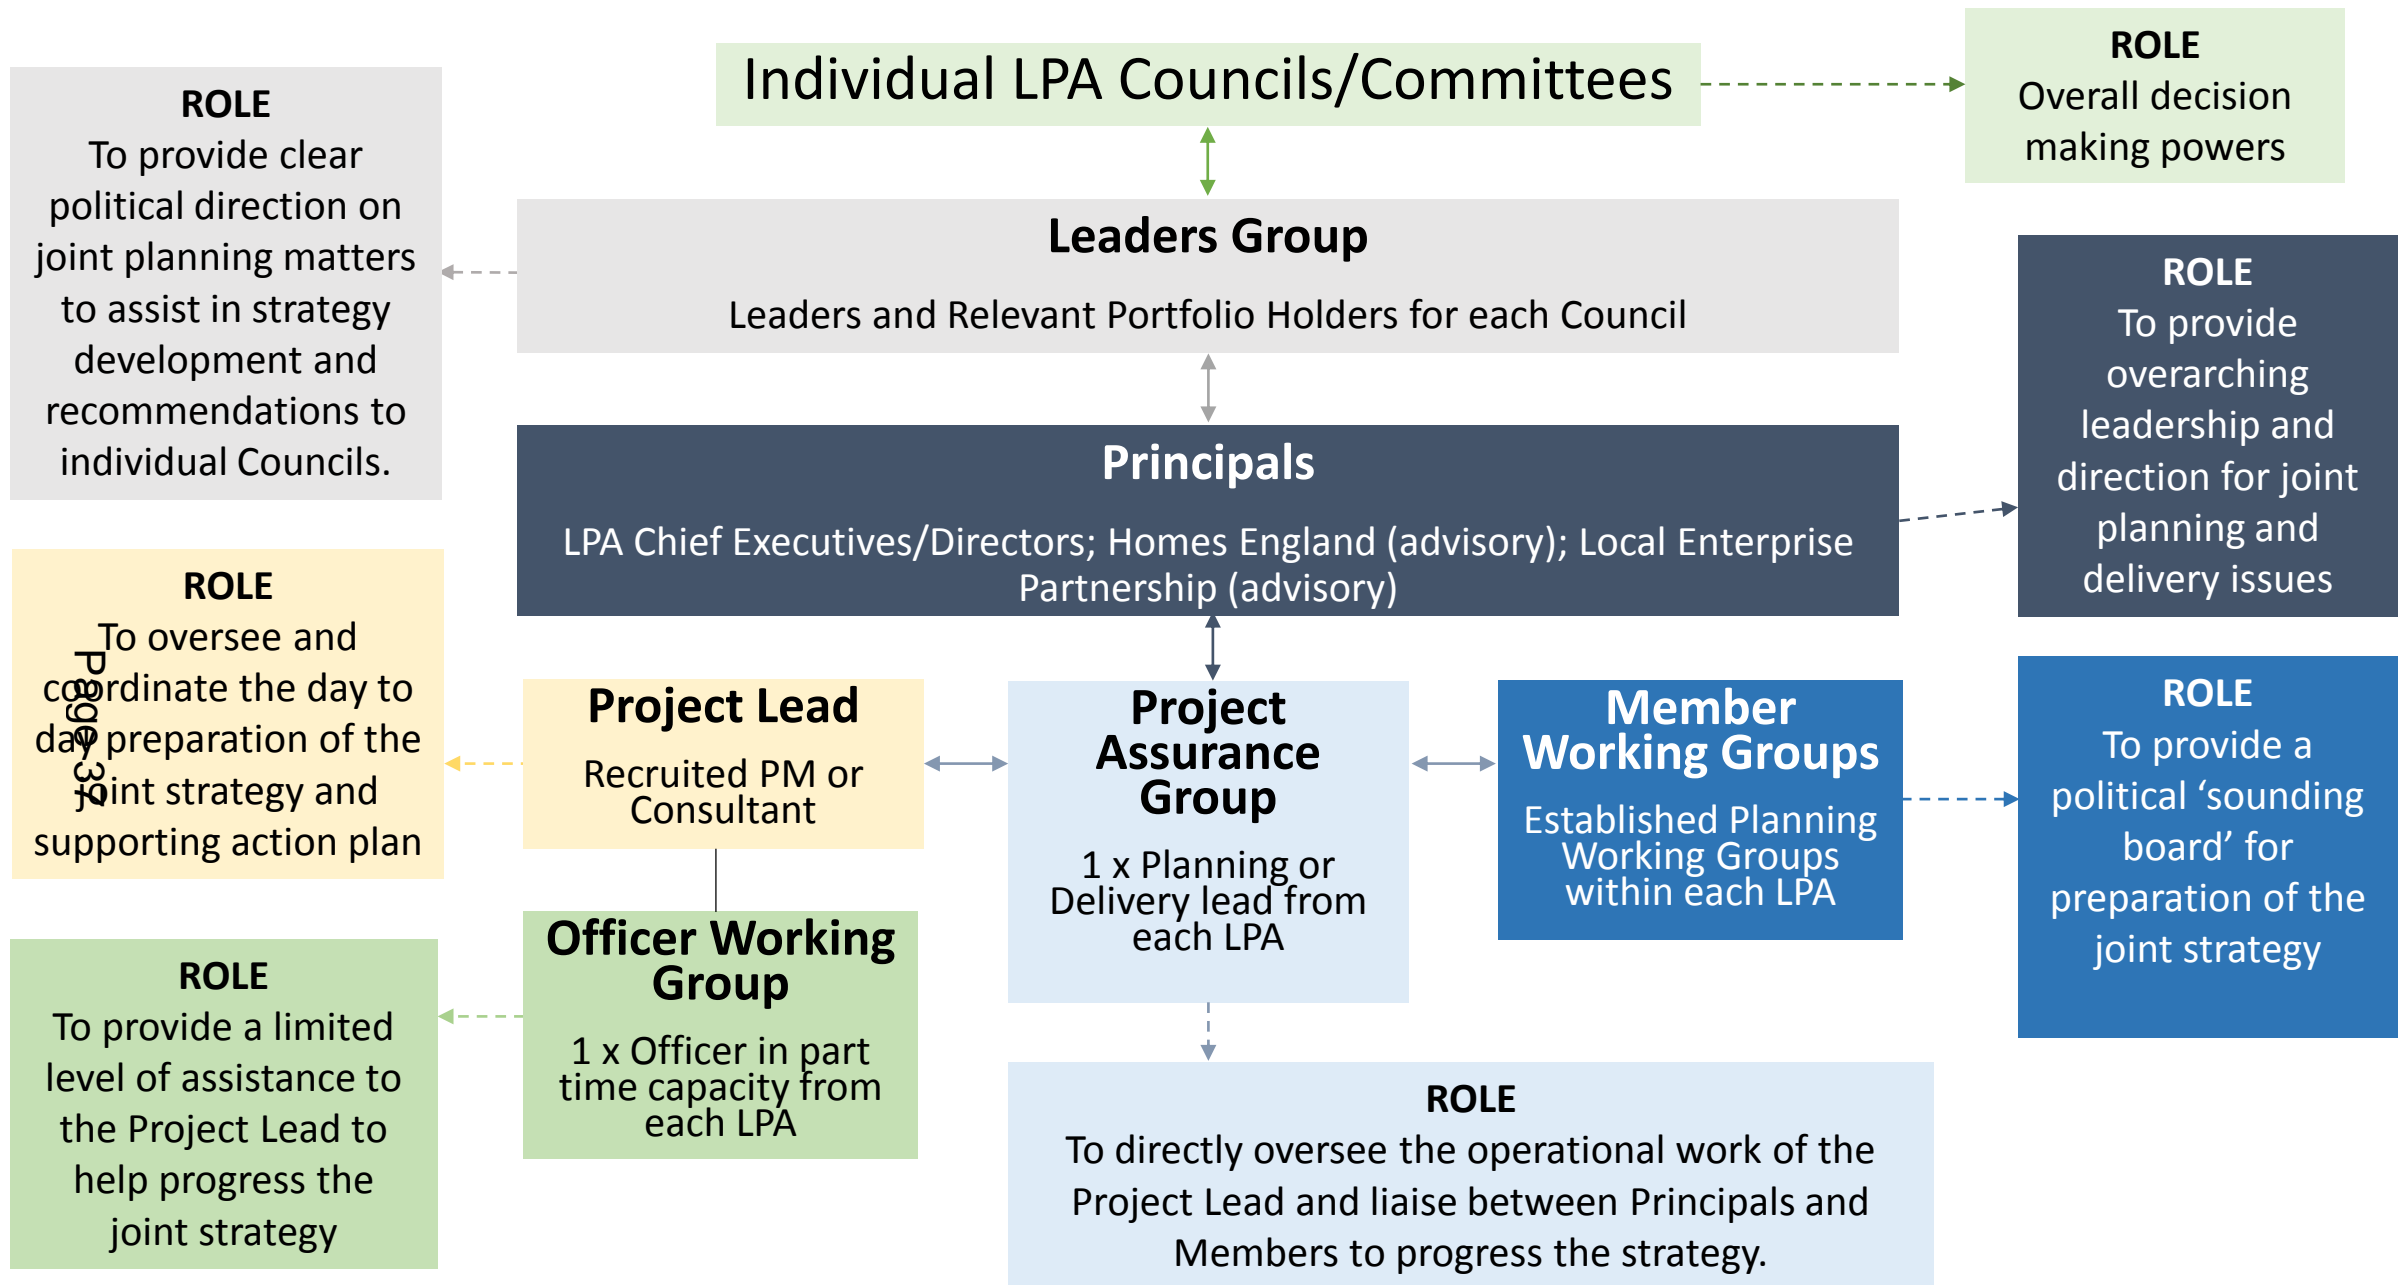 Individual LPA Councils/Committees
ROLE
Overall decision
making powers
ROLE
To provide clear
political direction on
joint planning matters
to assist in strategy
development and
recommendations to
individual Councils.
Leaders Group
Leaders and Relevant Portfolio Holders for each Council
Principals
LPA Chief Executives/Directors; Homes England (advisory); Local Enterprise
Partnership (advisory)
ROLE
To provide
overarching
leadership and
direction for joint
planning and
delivery issues
ROLE
To oversee and
coordinate the day to
day preparation of the
joint strategy and
supporting action plan
Page 37
Project Lead
Recruited PM or
Consultant
Project
Assurance
Group
1 x Planning or
Delivery lead from
each LPA
Member
Working Groups
Established Planning
Working Groups
within each LPA
ROLE
To provide a
political ‘sounding
board’ for
preparation of the
joint strategy
Officer Working
Group
1 x Officer in part
time capacity from
each LPA
ROLE
To provide a limited
level of assistance to
the Project Lead to
help progress the
joint strategy
ROLE
To directly oversee the operational work of the
Project Lead and liaise between Principals and
Members to progress the strategy.